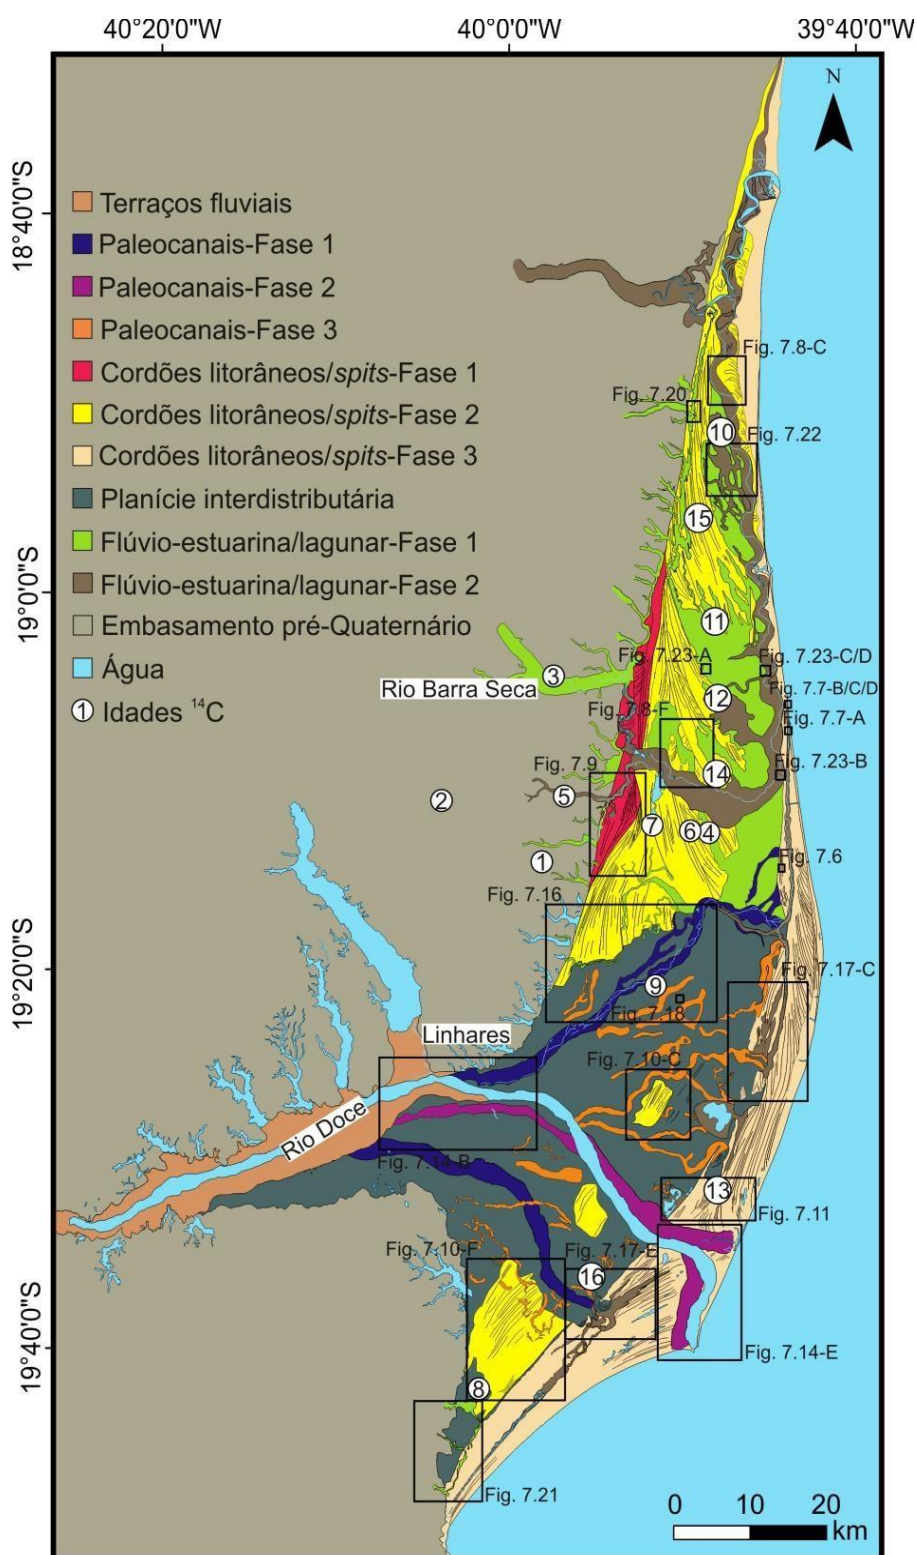 40°20'0"W
40°00'0"W
39°40'0"W
N
18°40'0"S
19°0'0"S
19°20'0"S
19°40'0"S
Terraços fluviais
Paleocanais-Fase 1
Paleocanais-Fase 2
Paleocanais-Fase 3
Cordões litorâneos/spits-Fase 1
Cordões litorâneos/spits-Fase 2
Cordões litorâneos/spits-Fase 3
Planície interdistributária
Flúvio-estuarina/lagunar-Fase 1
Flúvio-estuarina/lagunar-Fase 2
Embasamento pré-Quaternário
Água
1 Idades ¹⁴C
Fig. 7.8-C
Fig. 7.20
10
Fig. 7.22
15
11
Fig. 7.23-A
Fig. 7.23-C/D
3
Rio Barra Seca
12
Fig. 7.7-B/C/D
Fig. 7.8-F
Fig. 7.7-A
Fig. 7.9
14
Fig. 7.23-B
5
2
7
6
4
1
Fig. 7.6
Fig. 7.16
Fig. 7.17-C
9
Fig. 7.18
Linhares
Fig. 7.10-C
Rio Doce
Fig. 7.14-B
13
Fig. 7.11
Fig. 7.10-F
Fig. 7.17-E
16
Fig. 7.14-E
8
Fig. 7.21
0 10 20
km